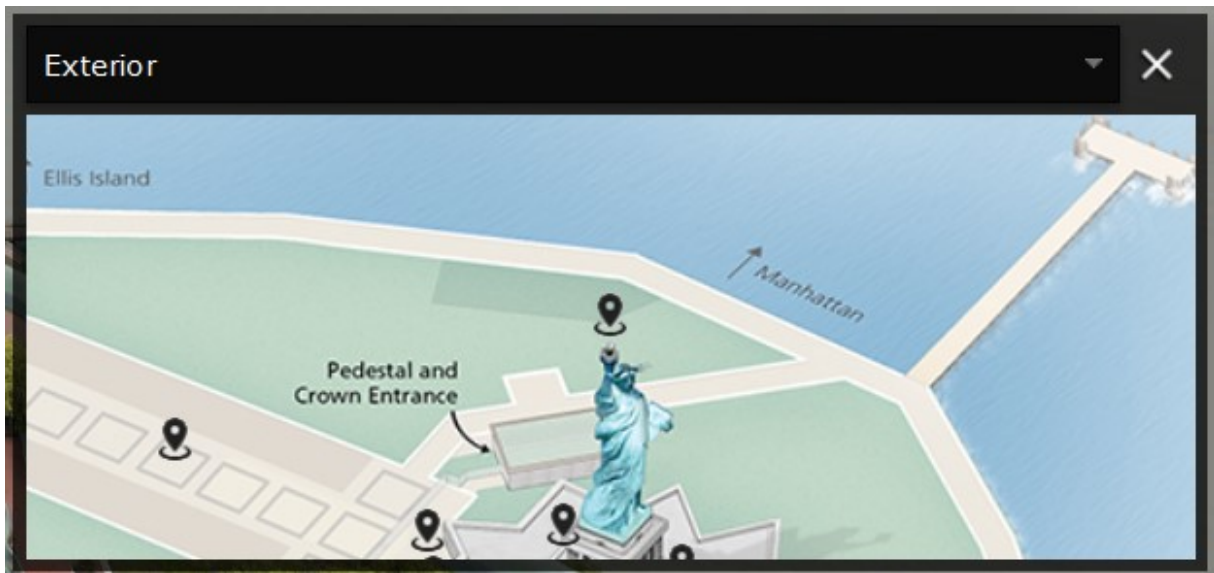 Exterior
Ellis Island
Manhattan
Pedestal and
Crown Entrance